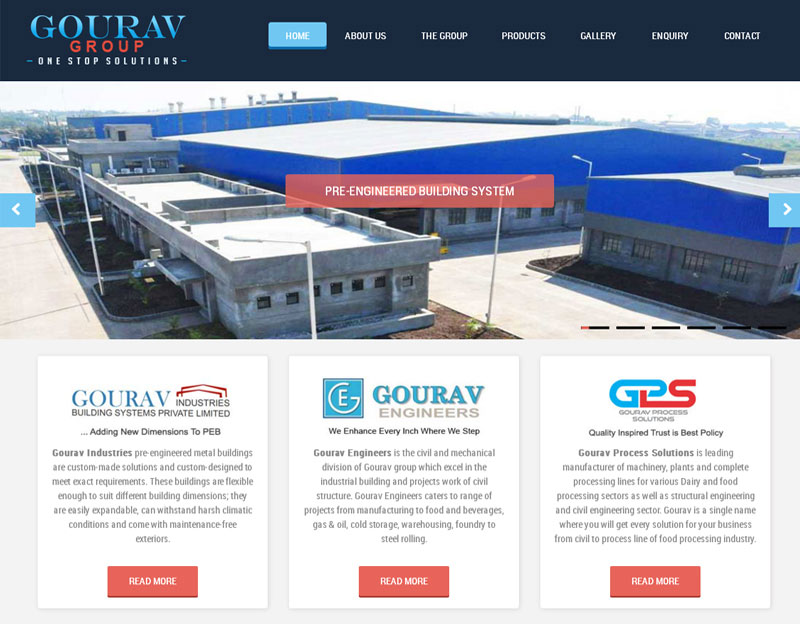 GOURAV
GROUP
ONE STOP SOLUTIONS
HOME ABOUT US THE GROUP PRODUCTS GALLERY ENQUIRY CONTACT
PRE-ENGINEERED BUILDING SYSTEM
GOURAV INDUSTRIES
BUILDING SYSTEMS PRIVATE LIMITED
... Adding New Dimensions To PEB
Gourav Industries pre-engineered metal buildings
are custom-made solutions and custom-designed to
meet exact requirements. These buildings are flexible
enough to suit different building dimensions; they
are easily expandable, can withstand harsh climatic
conditions and come with maintenance-free
exteriors.
READ MORE
GE GOURAV
ENGINEERS
We Enhance Every Inch Where We Step
Gourav Engineers is the civil and mechanical
division of Gourav group which excel in the
industrial building and projects work of civil
structure. Gourav Engineers caters to range of
projects from manufacturing to food and beverages,
gas & oil, cold storage, warehousing, foundry to
steel rolling.
READ MORE
GPS
GOURAV PROCESS
SOLUTIONS
Quality Inspired Trust is Best Policy
Gourav Process Solutions is leading
manufacturer of machinery, plants and complete
processing lines for various Dairy and food
processing sectors as well as structural engineering
and civil engineering sector. Gourav is a single name
where you will get every solution for your business
from civil to process line of food processing industry.
READ MORE